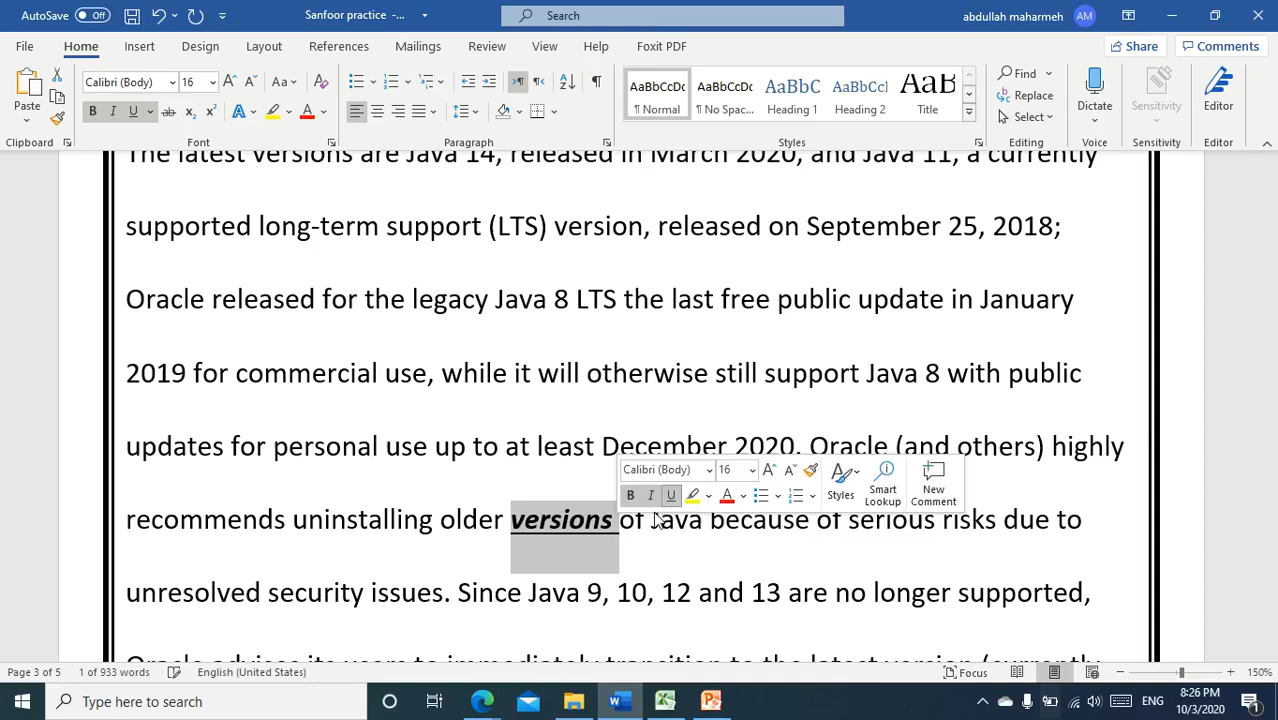 AutoSave Off Sanfoor practice -... Search abdullah maharmeh AM
File Home Insert Design Layout References Mailings Review View Help Foxit PDF Share Comments
Paste Calibri (Body) 16 Aa AaBbCcDc AaBbCcDc AaBbC AaBbCcI AaB Find Replace Select Dictate Sensitivity Editor
¶ Normal ¶ No Spac... Heading 1 Heading 2 Title
Clipboard Font Paragraph Styles Editing Voice Sensitivity Editor
The latest versions are Java 14, released in March 2020, and Java 11, a currently
supported long-term support (LTS) version, released on September 25, 2018;
Oracle released for the legacy Java 8 LTS the last free public update in January
2019 for commercial use, while it will otherwise still support Java 8 with public
updates for personal use up to at least December 2020. Oracle (and others) highly
Calibri (Body) 16
Styles Smart Lookup New Comment
recommends uninstalling older versions of Java because of serious risks due to
unresolved security issues. Since Java 9, 10, 12 and 13 are no longer supported,
Oracle advises its users to immediately transition to the latest version (currently
Page 3 of 5 1 of 933 words English (United States) Focus 150%
Type here to search ENG 8:26 PM 10/3/2020